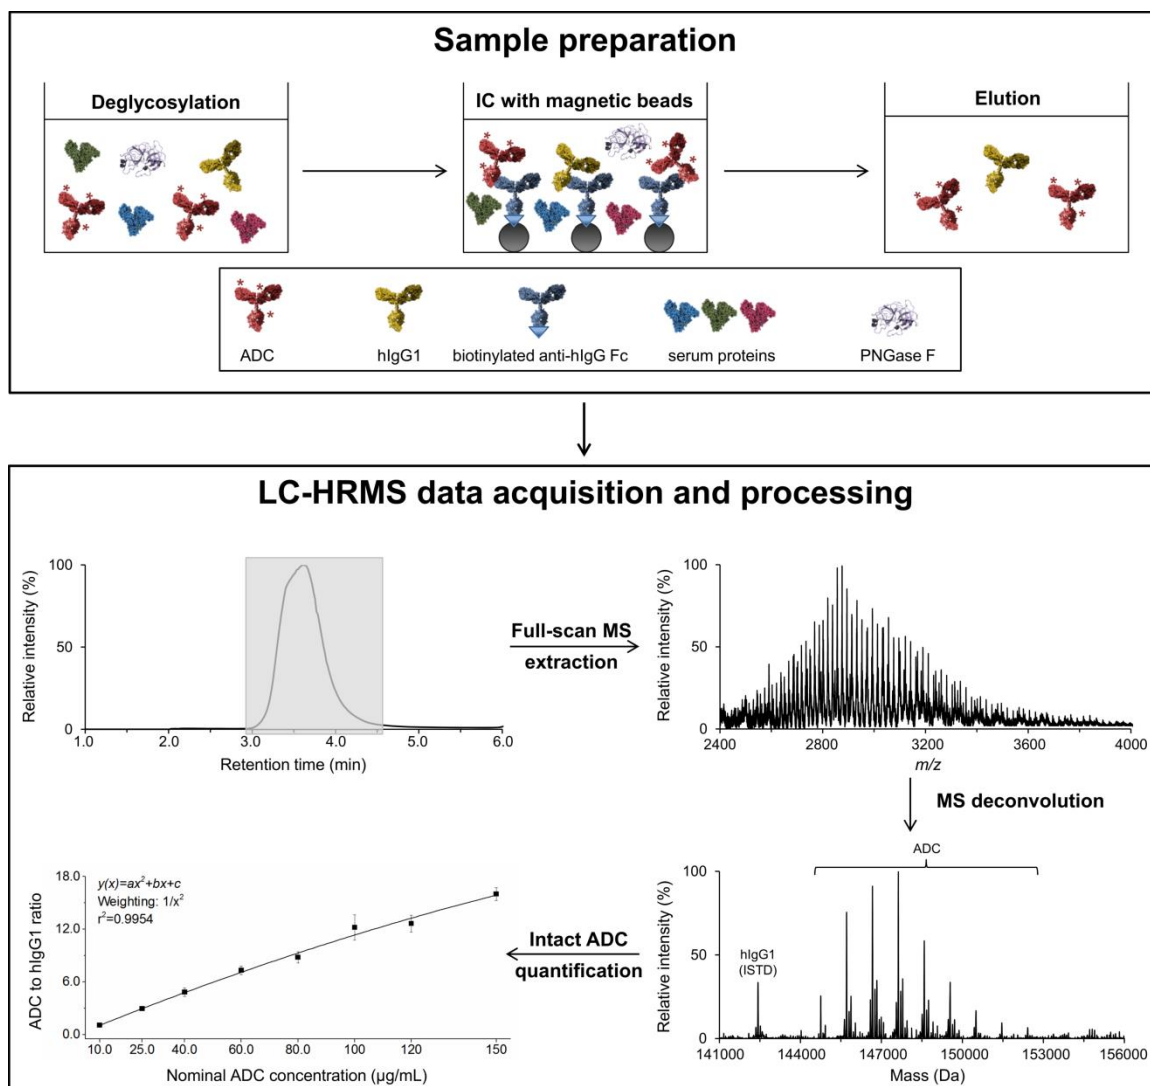 Sample preparation
Deglycosylation
IC with magnetic beads
Elution
ADC
hIgG1
biotinylated anti-hIgG Fc
serum proteins
PNGase F
LC-HRMS data acquisition and processing
Relative intensity (%)
100
50
0
1.0 2.0 3.0 4.0 5.0 6.0
Retention time (min)
Full-scan MS
extraction
Relative intensity (%)
100
50
0
2400 2800 3200 3600 4000
m/z
MS deconvolution
ADC to hIgG1 ratio
18.0
12.0
6.0
0.0
y(x)=ax²+bx+c
Weighting: 1/x²
r²=0.9954
10.0 25.0 40.0 60.0 80.0 100 120 150
Nominal ADC concentration (µg/mL)
Intact ADC
quantification
ADC
Relative intensity (%)
100
50
0
hIgG1
(ISTD)
141000 144000 147000 150000 153000 156000
Mass (Da)